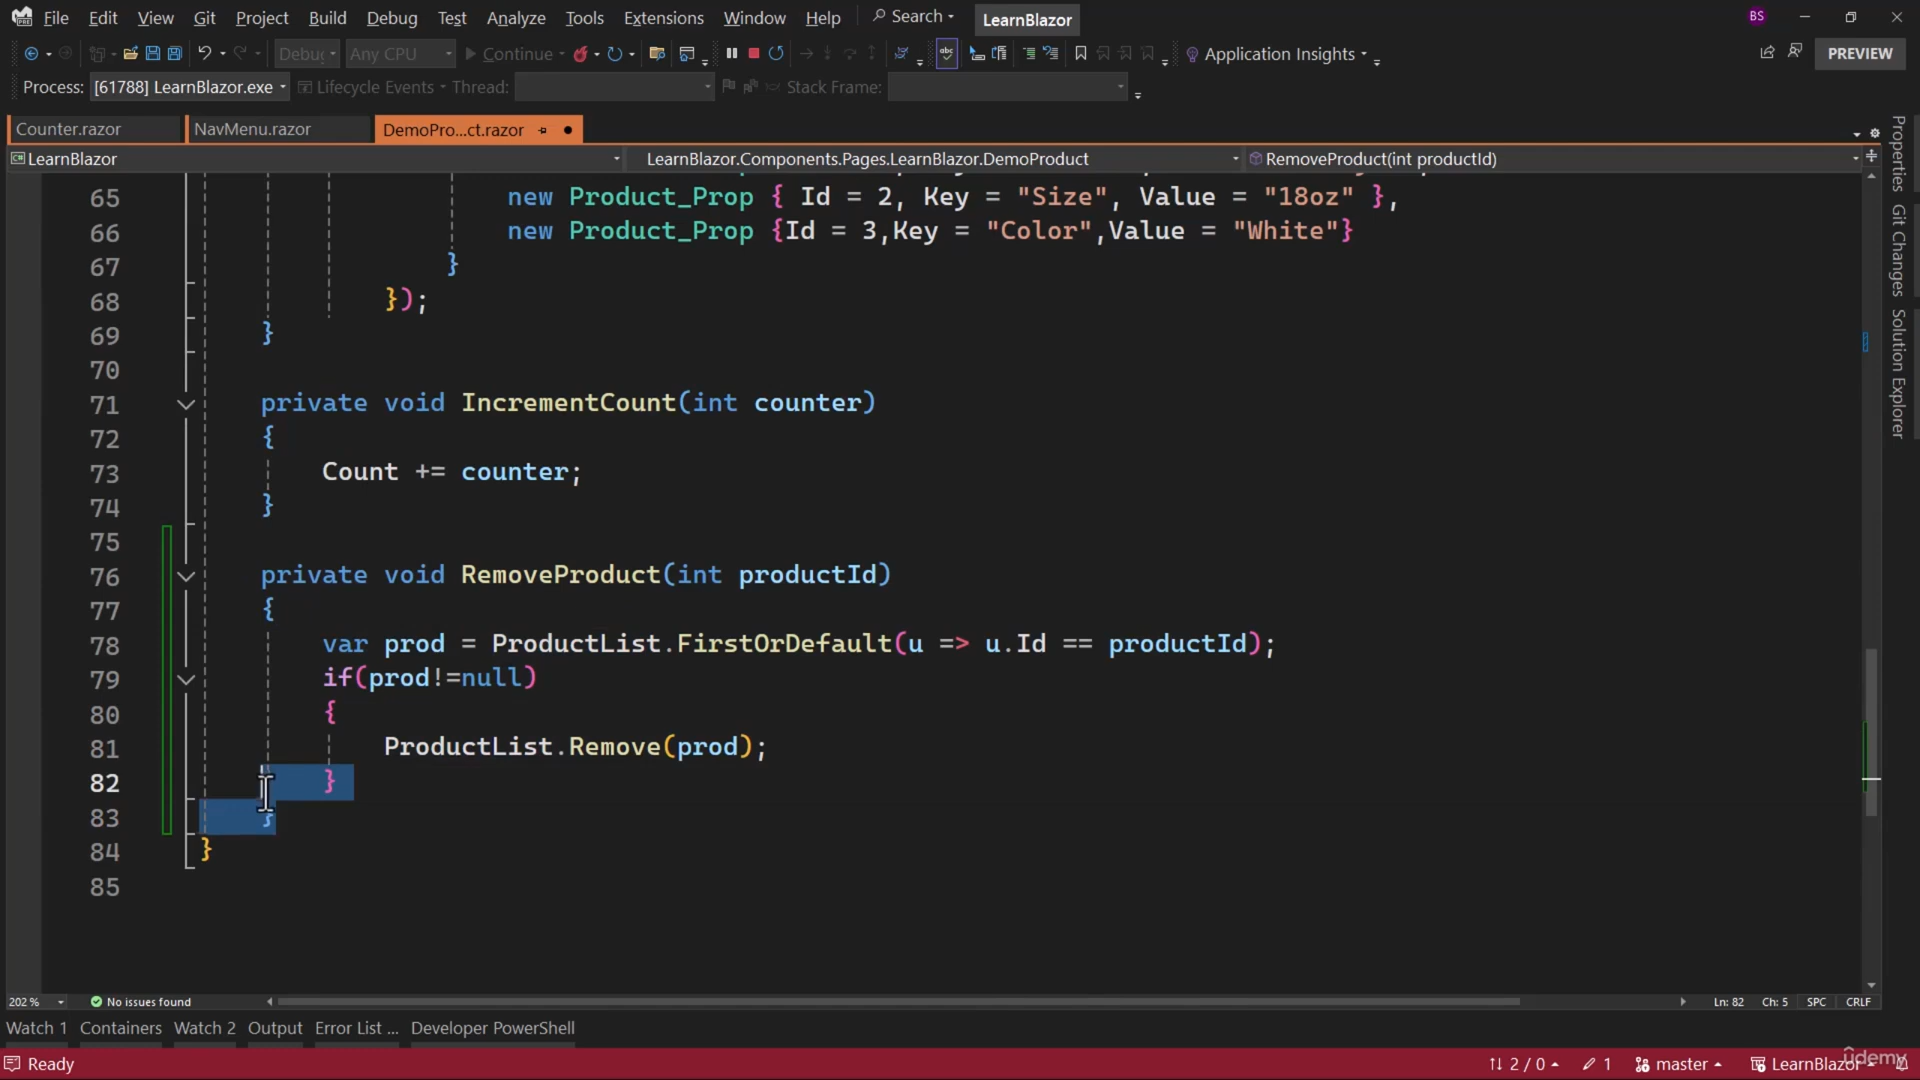 File Edit View Git Project Build Debug Test Analyze Tools Extensions Window Help Search LearnBlazor BS
Debug Any CPU Continue Application Insights PREVIEW
Process: [61788] LearnBlazor.exe Lifecycle Events Thread: Stack Frame:
Counter.razor NavMenu.razor DemoPro...ct.razor
LearnBlazor LearnBlazor.Components.Pages.LearnBlazor.DemoProduct RemoveProduct(int productId)
65 new Product_Prop { Id = 2, Key = "Size", Value = "18oz" },
66 new Product_Prop {Id = 3,Key = "Color",Value = "White"}
67 }
68 });
69 }
70
71 private void IncrementCount(int counter)
72 {
73 Count += counter;
74 }
75
76 private void RemoveProduct(int productId)
77 {
78 var prod = ProductList.FirstOrDefault(u => u.Id == productId);
79 if(prod!=null)
80 {
81 ProductList.Remove(prod);
82 }
83 }
84 }
85
Properties
Git Changes
Solution Explorer
202 % No issues found Ln: 82 Ch: 5 SPC CRLF
Watch 1 Containers Watch 2 Output Error List ... Developer PowerShell
Ready 2 / 0 1 master LearnBlazor
udemy